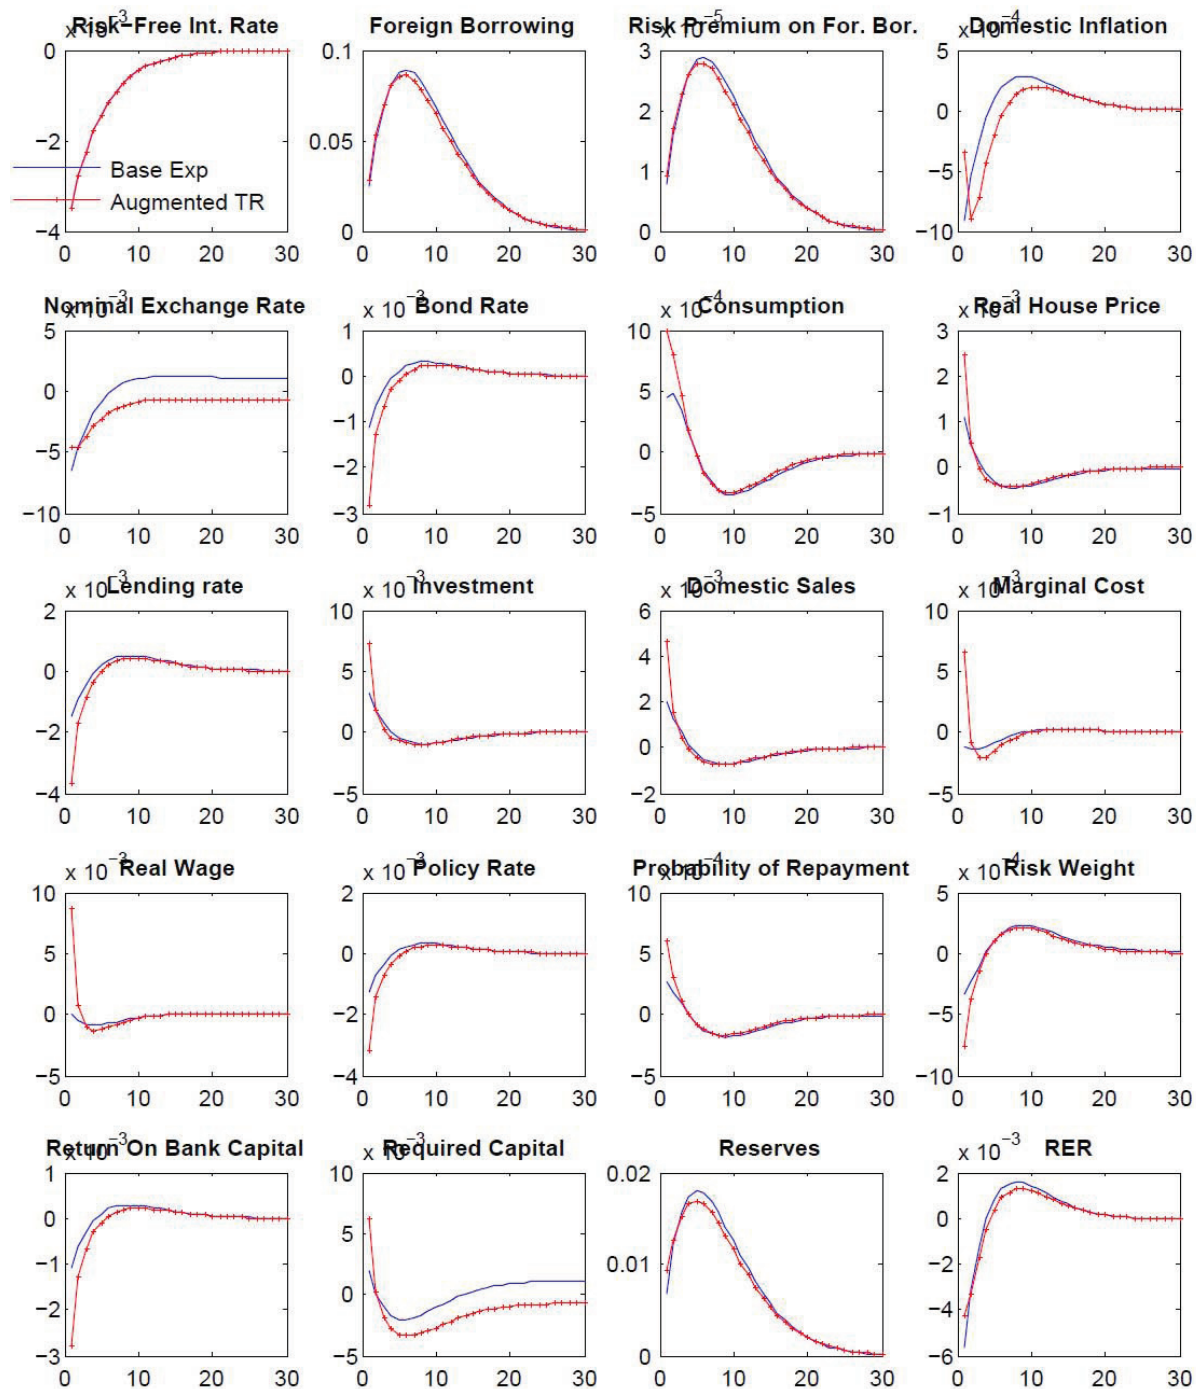 x 10⁻³
Risk−Free Int. Rate
0
−2
−4
0 10 20 30
Base Exp
Augmented TR
Foreign Borrowing
0.1
0.05
0
0 10 20 30
x 10⁻⁵
Risk Premium on For. Bor.
3
2
1
0
0 10 20 30
x 10⁻⁴
Domestic Inflation
5
0
−5
−10
0 10 20 30
x 10⁻³
Nominal Exchange Rate
5
0
−5
−10
0 10 20 30
x 10⁻³
Bond Rate
1
0
−1
−2
−3
0 10 20 30
x 10⁻⁴
Consumption
10
5
0
−5
0 10 20 30
x 10⁻³
Real House Price
3
2
1
0
−1
0 10 20 30
x 10⁻³
Lending rate
2
0
−2
−4
0 10 20 30
x 10⁻³
Investment
10
5
0
−5
0 10 20 30
x 10⁻³
Domestic Sales
6
4
2
0
−2
0 10 20 30
x 10⁻³
Marginal Cost
10
5
0
−5
0 10 20 30
x 10⁻³
Real Wage
10
5
0
−5
0 10 20 30
x 10⁻³
Policy Rate
2
0
−2
−4
0 10 20 30
x 10⁻⁴
Probability of Repayment
10
5
0
−5
0 10 20 30
x 10⁻⁴
Risk Weight
5
0
−5
−10
0 10 20 30
x 10⁻³
Return On Bank Capital
1
0
−1
−2
−3
0 10 20 30
x 10⁻³
Required Capital
10
5
0
−5
0 10 20 30
Reserves
0.02
0.01
0
0 10 20 30
x 10⁻³
RER
2
0
−2
−4
−6
0 10 20 30